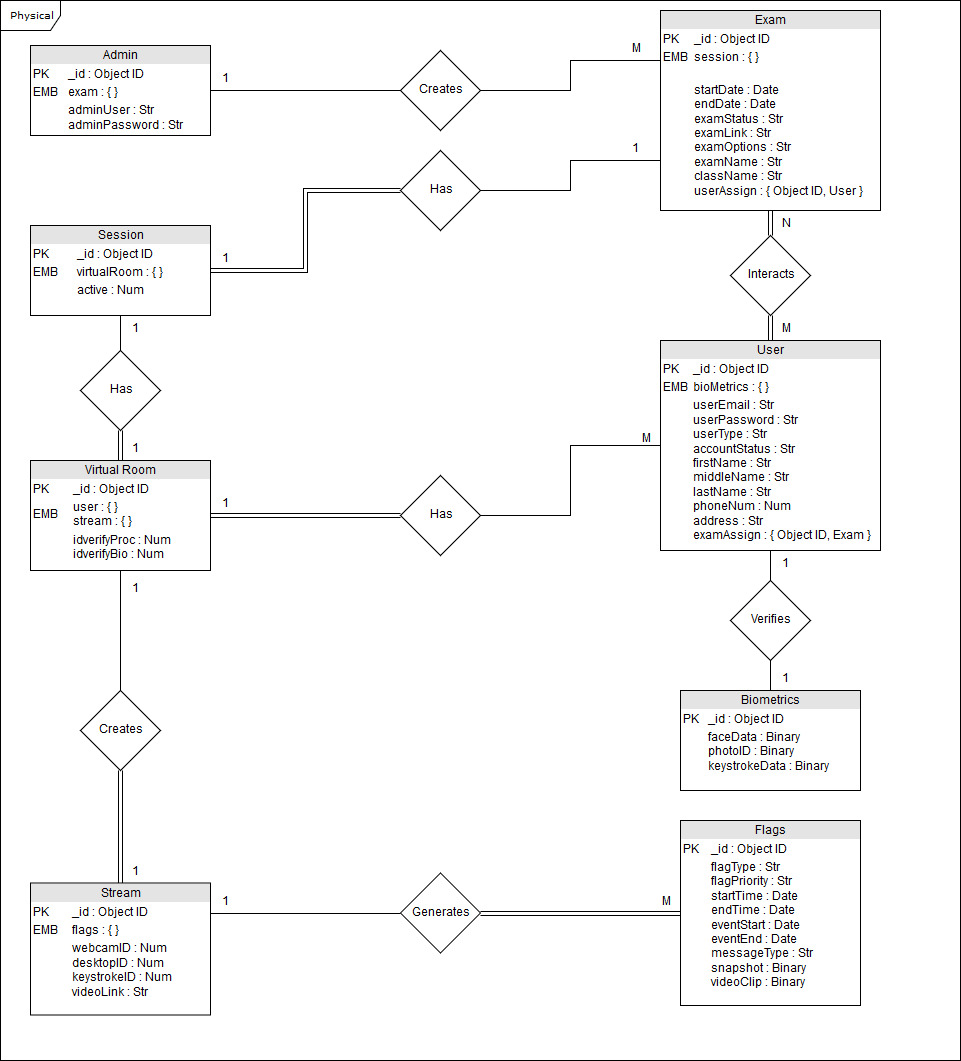 Physical
Admin
PK _id : Object ID
EMB exam : { }
adminUser : Str
adminPassword : Str
1
Creates
M
Exam
PK _id : Object ID
EMB session : { }
startDate : Date
endDate : Date
examStatus : Str
examLink : Str
examOptions : Str
examName : Str
className : Str
userAssign : { Object ID, User }
1
Has
1
Session
PK _id : Object ID
EMB virtualRoom : { }
active : Num
N
Interacts
M
1
Has
1
User
PK _id : Object ID
EMB bioMetrics : { }
userEmail : Str
userPassword : Str
userType : Str
accountStatus : Str
firstName : Str
middleName : Str
lastName : Str
phoneNum : Num
address : Str
examAssign : { Object ID, Exam }
Virtual Room
PK _id : Object ID
EMB user : { }
stream : { }
idverifyProc : Num
idverifyBio : Num
1
Has
M
1
Verifies
1
1
Creates
1
Biometrics
PK _id : Object ID
faceData : Binary
photoID : Binary
keystrokeData : Binary
Stream
PK _id : Object ID
EMB flags : { }
webcamID : Num
desktopID : Num
keystrokeID : Num
videoLink : Str
1
Generates
M
Flags
PK _id : Object ID
flagType : Str
flagPriority : Str
startTime : Date
endTime : Date
eventStart : Date
eventEnd : Date
messageType : Str
snapshot : Binary
videoClip : Binary